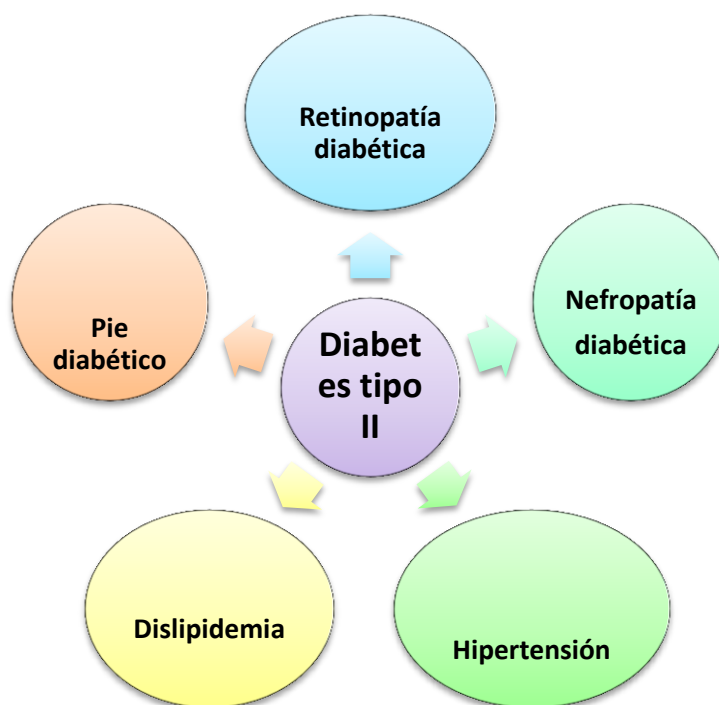 Retinopatía
diabética
Pie
diabético
Diabet
es tipo
II
Nefropatía
diabética
Dislipidemia
Hipertensión